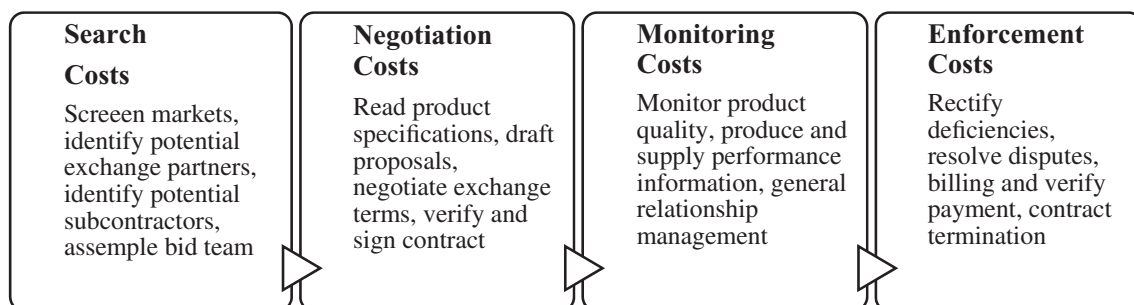 Search
Costs
Screeen markets,
identify potential
exchange partners,
identify potential
subcontractors,
assemple bid team
Negotiation
Costs
Read product
specifications, draft
proposals,
negotiate exchange
terms, verify and
sign contract
Monitoring
Costs
Monitor product
quality, produce and
supply performance
information, general
relationship
management
Enforcement
Costs
Rectify
deficiencies,
resolve disputes,
billing and verify
payment, contract
termination